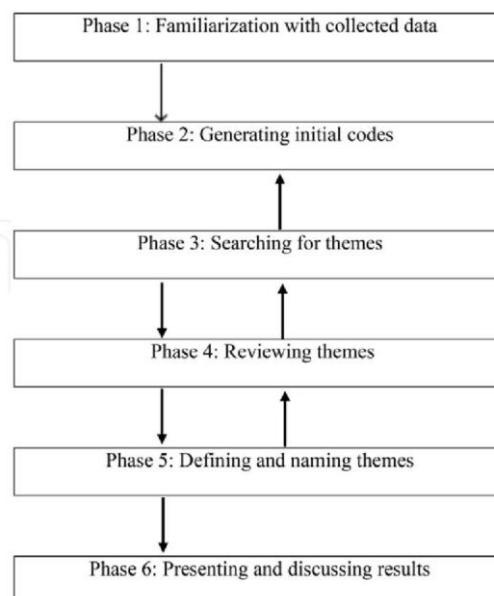 Phase 1: Familiarization with collected data
Phase 2: Generating initial codes
Phase 3: Searching for themes
Phase 4: Reviewing themes
Phase 5: Defining and naming themes
Phase 6: Presenting and discussing results